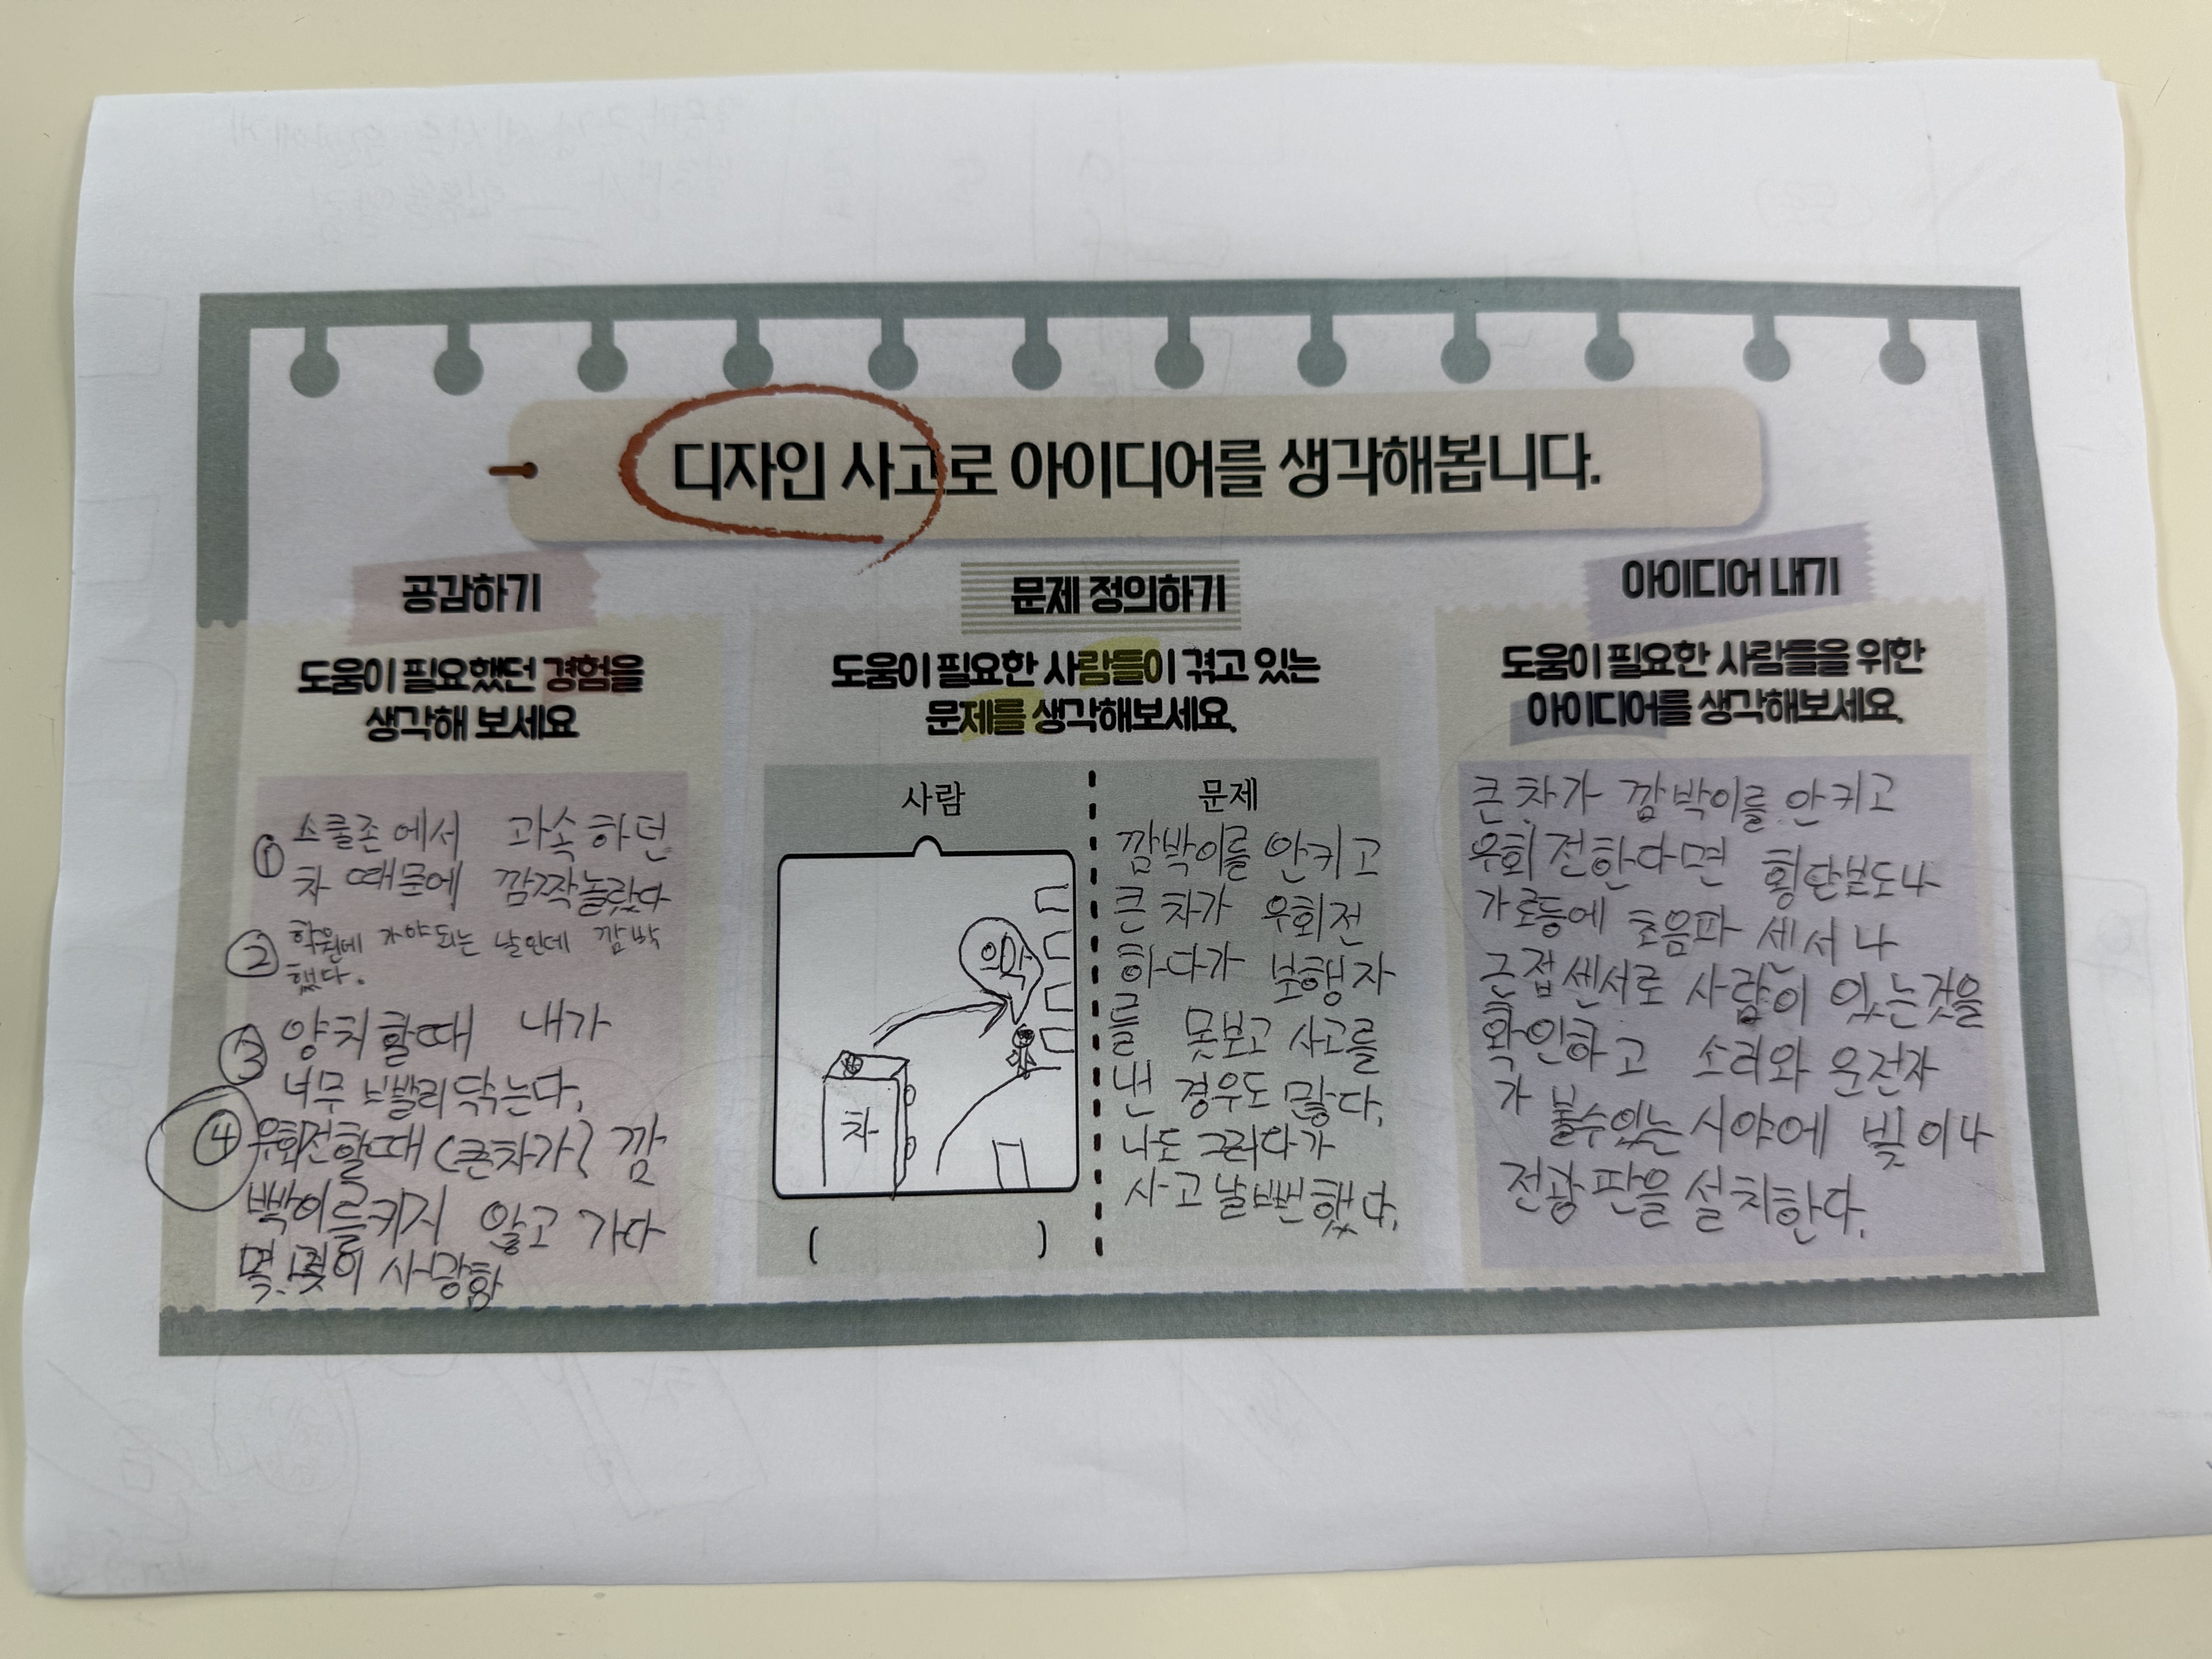 디자인 사고로 아이디어를 생각해봅니다.
공감하기
도움이 필요했던 경험을
생각해 보세요
① 스쿨존에서 과속하던
차 때문에 깜짝놀랐다
② 학원에 가야되는 날인데 깜박
했다.
③ 양치할때 내가
너무 빨리닦는다.
④ 우회전할때 (큰차가) 깜
빡이를키지 않고 가다
사망함
문제 정의하기
도움이 필요한 사람들이 겪고 있는
문제를 생각해보세요.
사람
으악
차
( )
문제
깜박이를 안키고
큰 차가 우회전
하다가 보행자
를 못보고 사고를
낸 경우도 많다.
나도 그러다가
사고날뻔했다.
아이디어 내기
도움이 필요한 사람들을 위한
아이디어를 생각해보세요.
큰 차가 깜박이를 안키고
우회전한다면 횡단보도나
가로등에 초음파 센서나
근접센서로 사람이 있는것을
확인하고 소리와 운전자
가 볼수있는 시야에 빛이나
전광판을 설치한다.